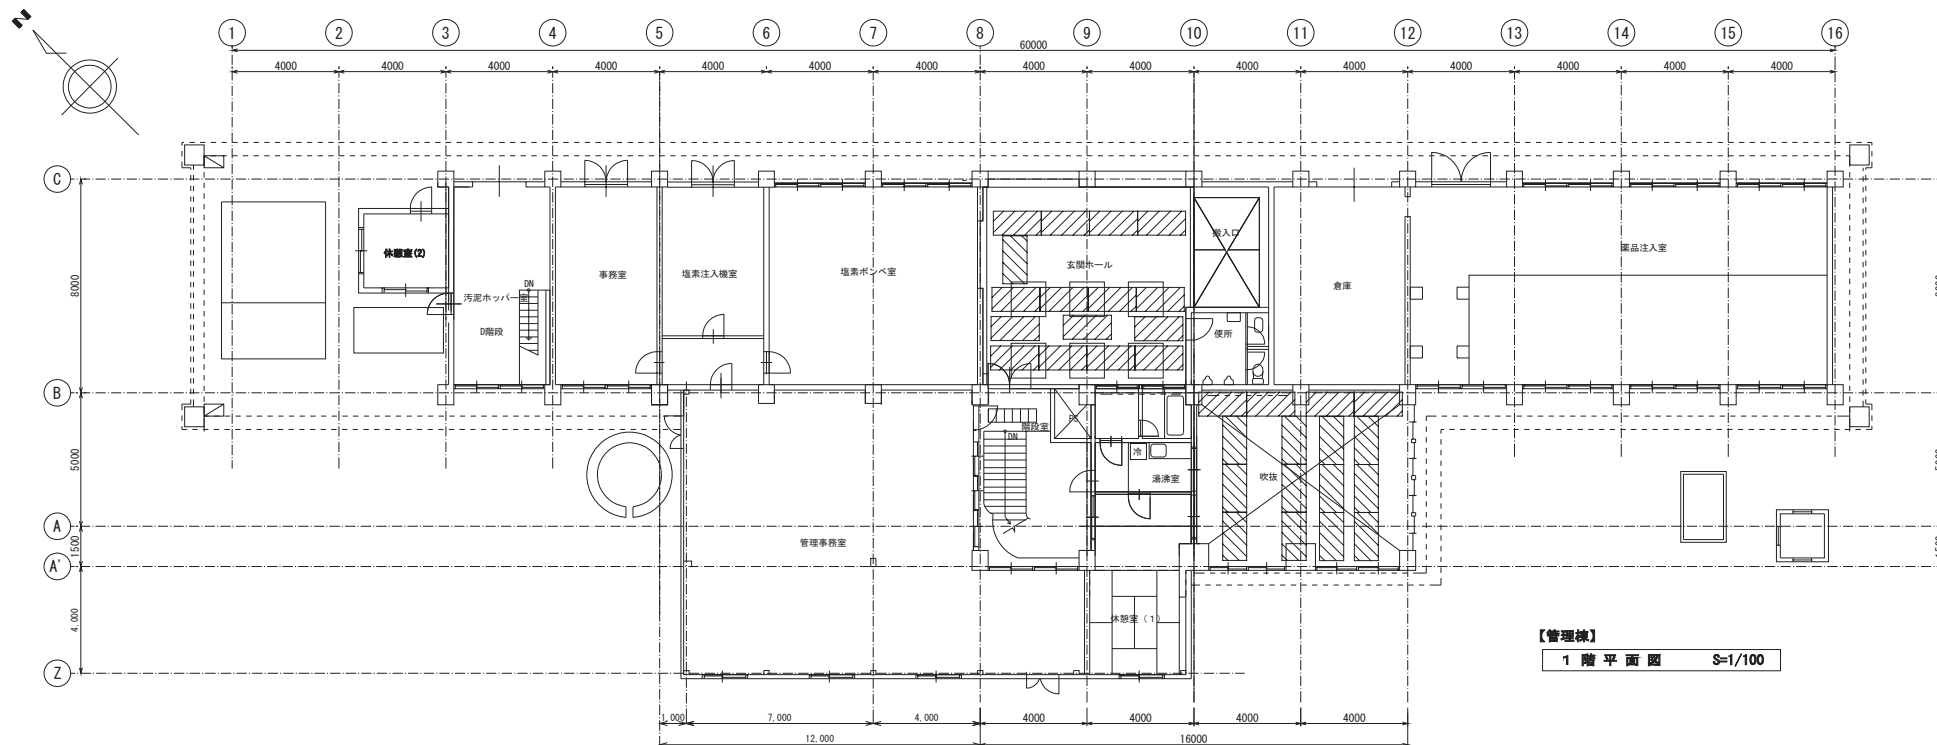 N
1 2 3 4 5 6 7 8 9 10 11 12 13 14 15 16
60000
4000 4000 4000 4000 4000 4000 4000 4000 4000 4000 4000 4000 4000 4000 4000
C
8000
休憩室(2)
汚泥ホッパー室
DN
D階段
事務室
塩素注入機室
塩素ボンベ室
玄関ホール
搬入口
便所
倉庫
薬品注入室
B
5000
階段室
DN
PS
冷
湯沸室
吹抜
A
1500
A'
管理事務室
4,000
休憩室(1)
Z
【管理棟】
1 階 平 面 図 S=1/100
1,000 7,000 4,000 4000 4000 4000 4000
12,000 16000